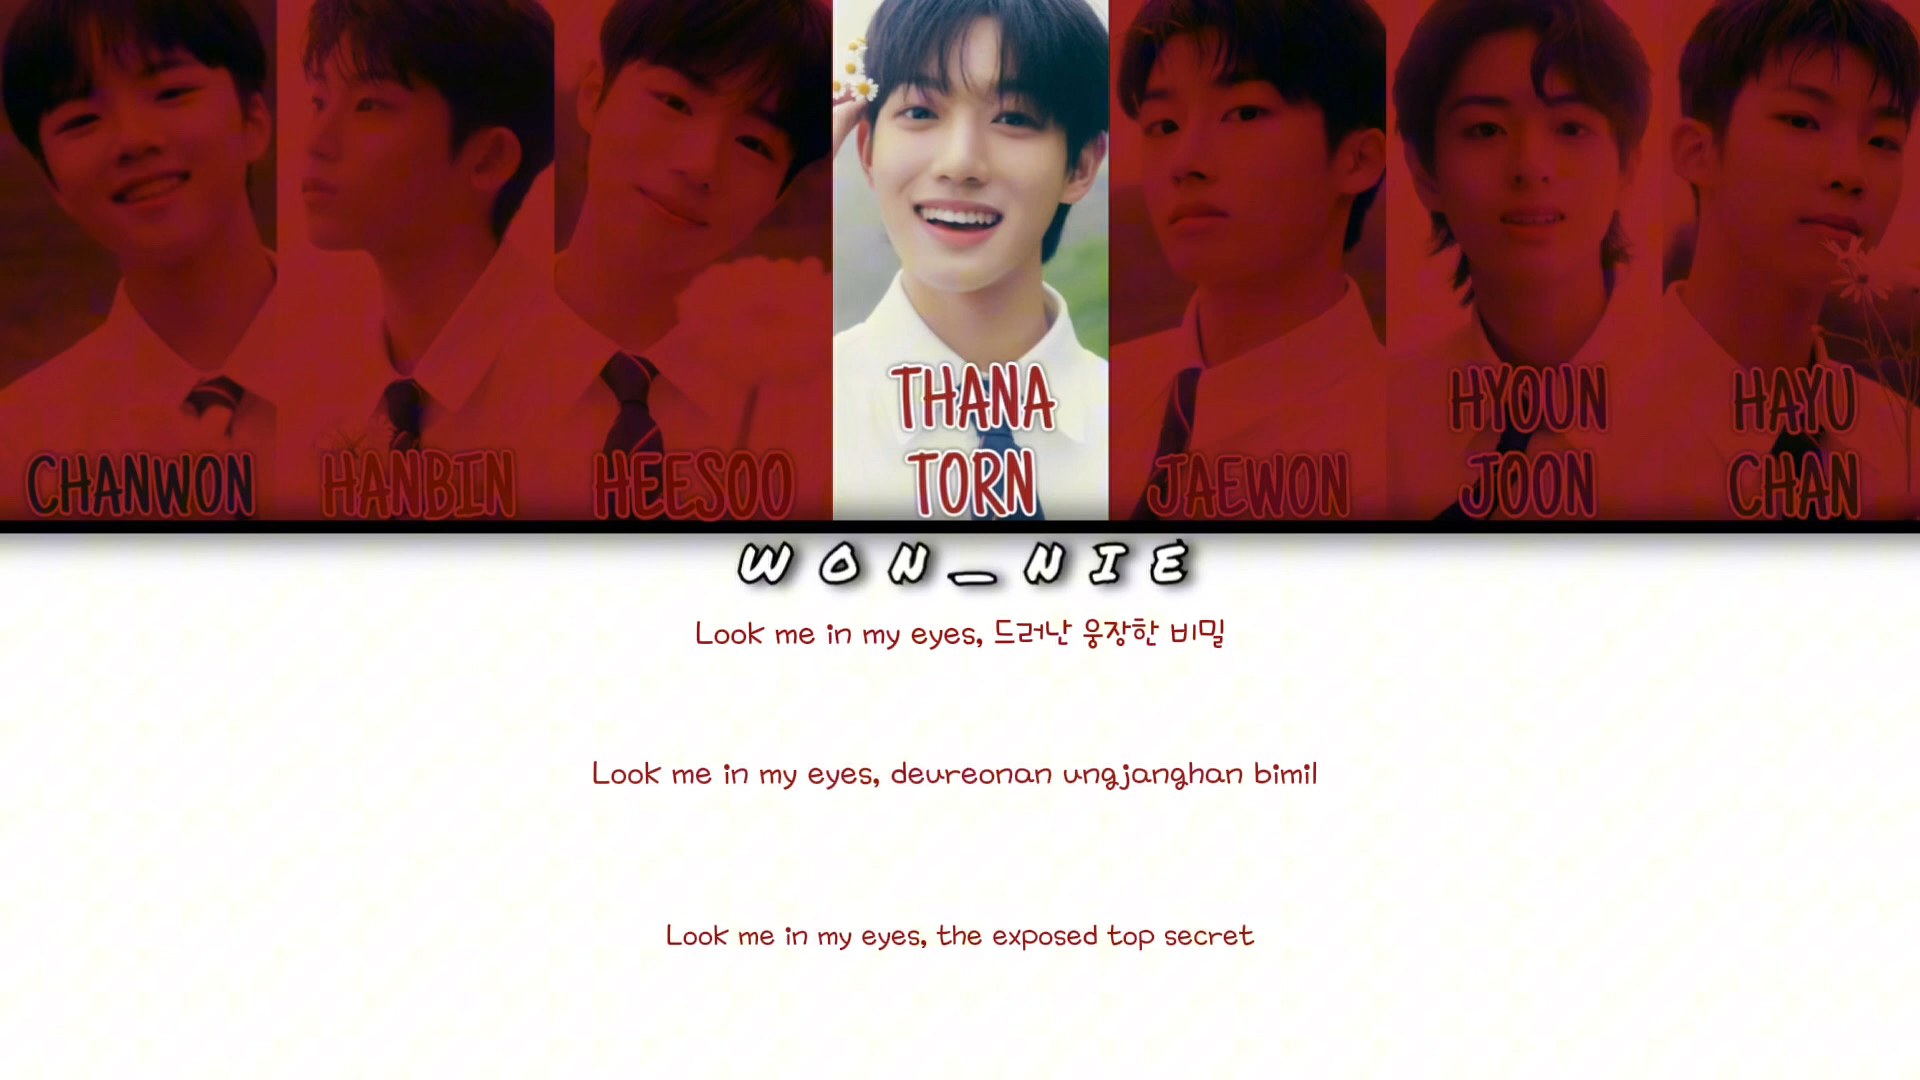 CHANWON
HANBIN
HEESOO
THANA
TORN
JAEWON
HYOUN
JOON
HAYU
CHAN
WON_NIE
Look me in my eyes, 드러난 웅장한 비밀
Look me in my eyes, deureonan ungjanghan bimil
Look me in my eyes, the exposed top secret